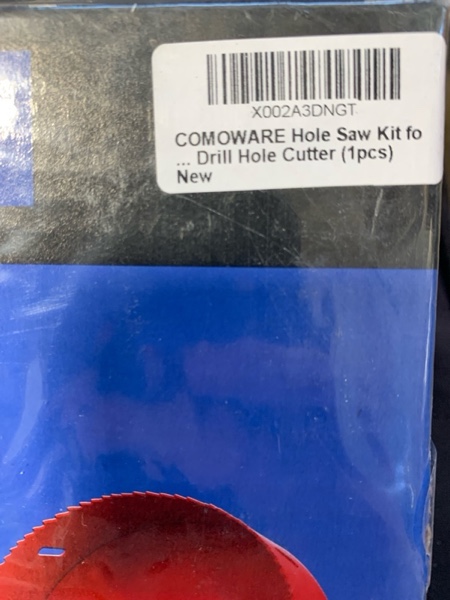 X002A3DNGT
COMOWARE Hole Saw Kit fo
... Drill Hole Cutter (1pcs)
New